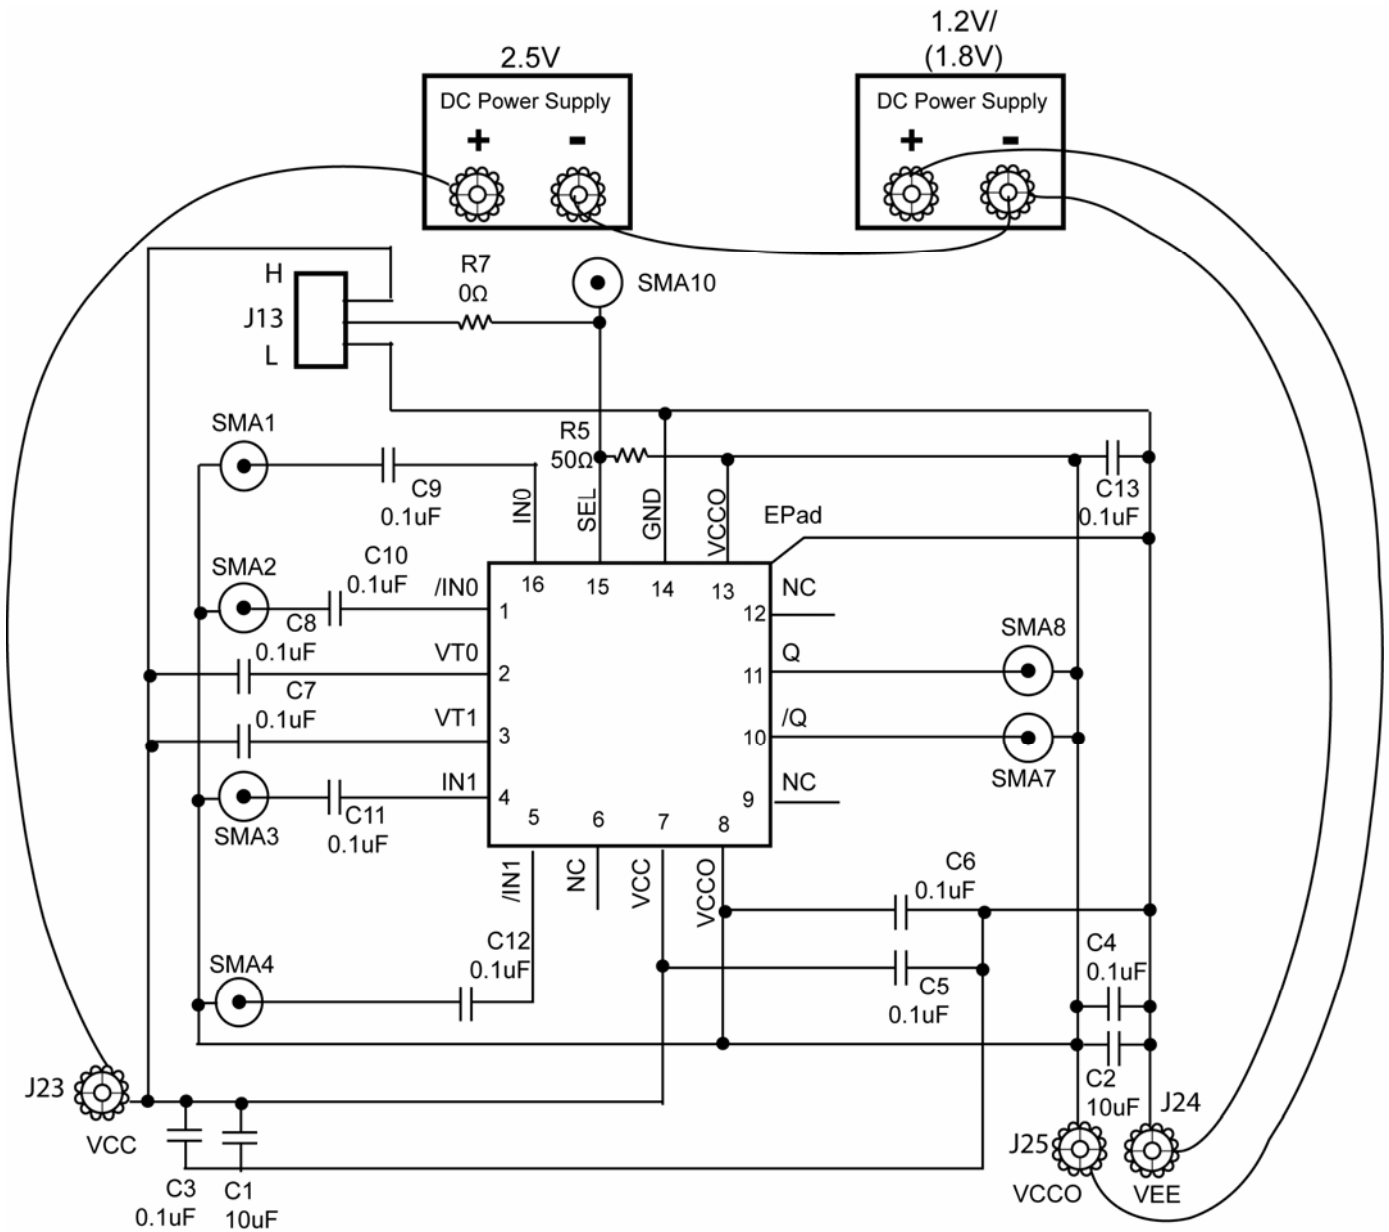 1.2V/
(1.8V)
2.5V
DC Power Supply
+ -
DC Power Supply
+ -
H
J13
L
R7
0Ω
SMA10
SMA1
R5
50Ω
C9
0.1uF
IN0
SEL
GND
VCCO
EPad
C13
0.1uF
SMA2
C10
0.1uF
/IN0
16
15
14
13
NC
12
1
C8
0.1uF
VT0
2
Q
11
SMA8
C7
0.1uF
VT1
3
/Q
10
SMA7
IN1
4
NC
9
SMA3
C11
0.1uF
5
6
7
8
/IN1
NC
VCC
VCCO
C6
0.1uF
C12
0.1uF
SMA4
C5
0.1uF
C4
0.1uF
C2
10uF
J23
VCC
J24
J25
VCCO
VEE
C3
0.1uF
C1
10uF